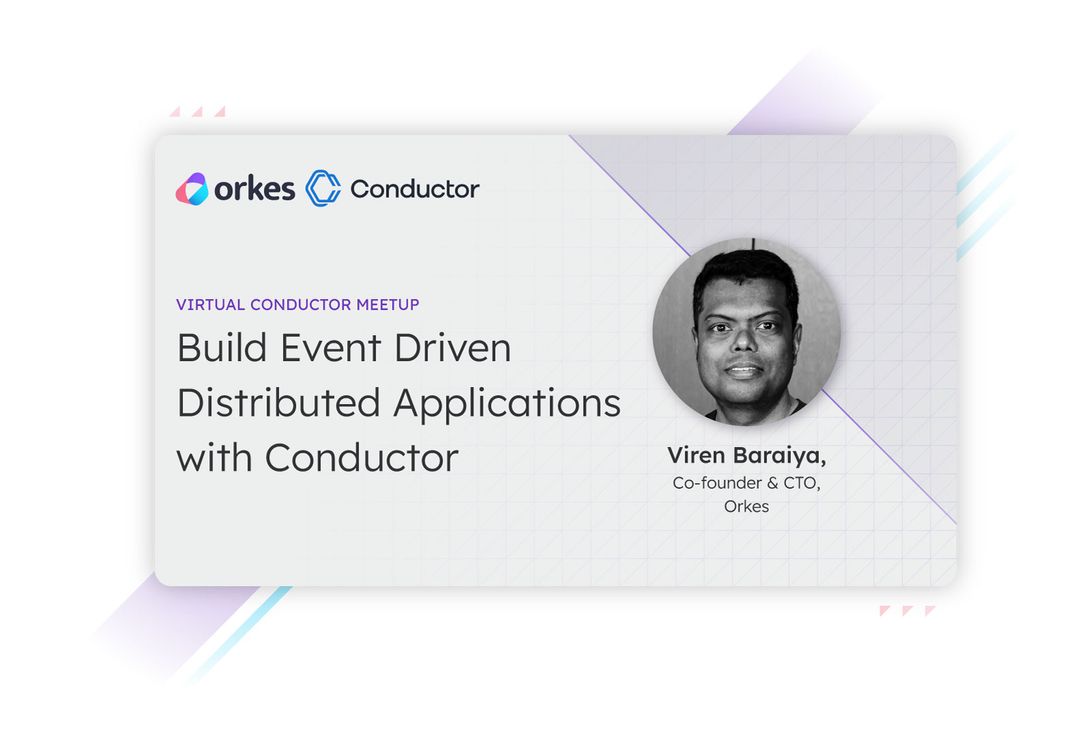 orkes Conductor
VIRTUAL CONDUCTOR MEETUP
Build Event Driven
Distributed Applications
with Conductor
Viren Baraiya,
Co-founder & CTO,
Orkes